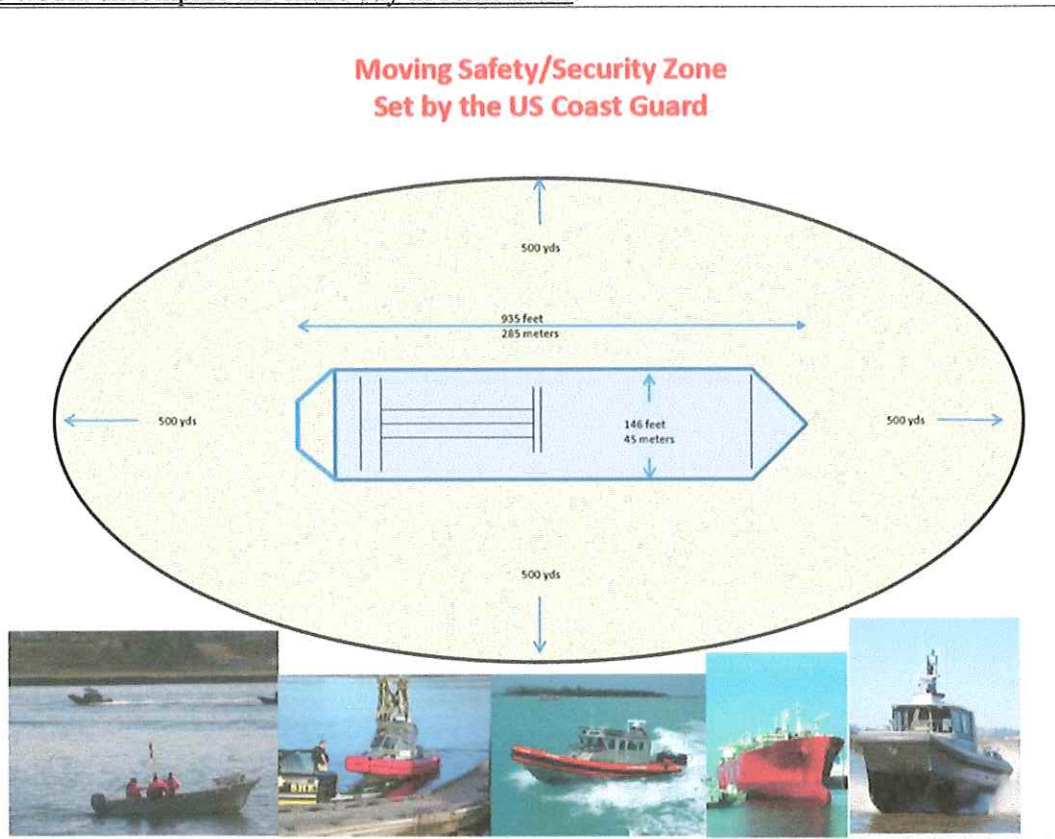 Moving Safety/Security Zone
Set by the US Coast Guard
500 yds
935 feet
285 meters
500 yds
146 feet
45 meters
500 yds
500 yds